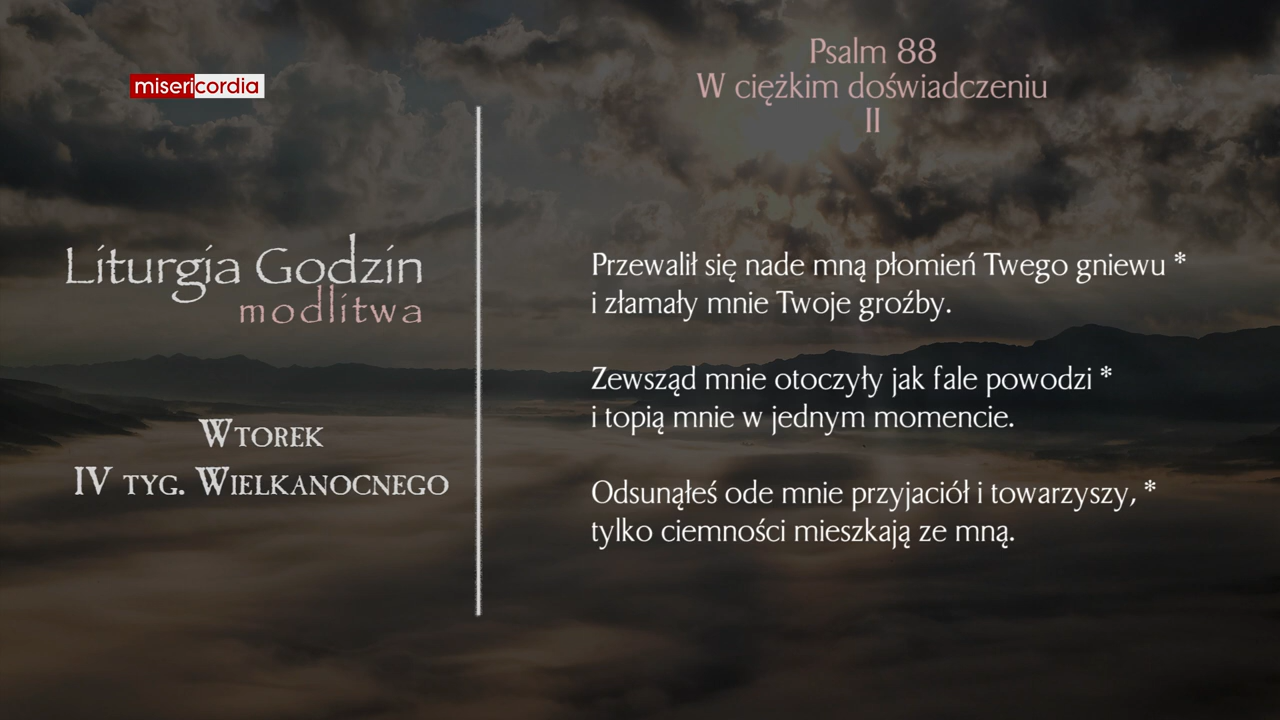 misericordia
Liturgia Godzin
modlitwa
Wtorek
IV tyg. Wielkanocnego
Psalm 88
W ciężkim doświadczeniu
II
Przewalił się nade mną płomień Twego gniewu *
i złamały mnie Twoje groźby.
Zewsząd mnie otoczyły jak fale powodzi *
i topią mnie w jednym momencie.
Odsunąłeś ode mnie przyjaciół i towarzyszy, *
tylko ciemności mieszkają ze mną.